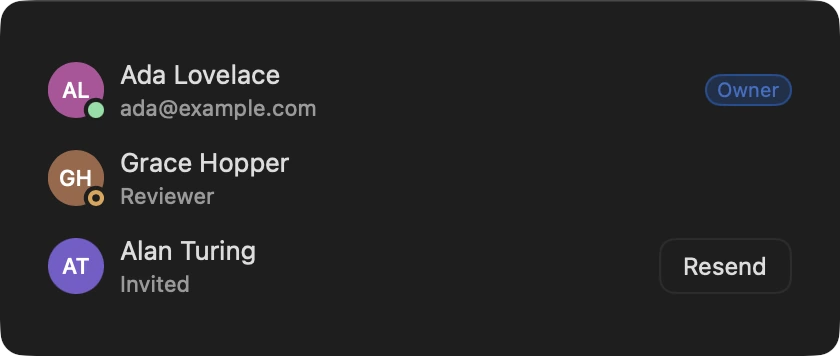 AL
Ada Lovelace
ada@example.com
Owner
GH
Grace Hopper
Reviewer
AT
Alan Turing
Invited
Resend